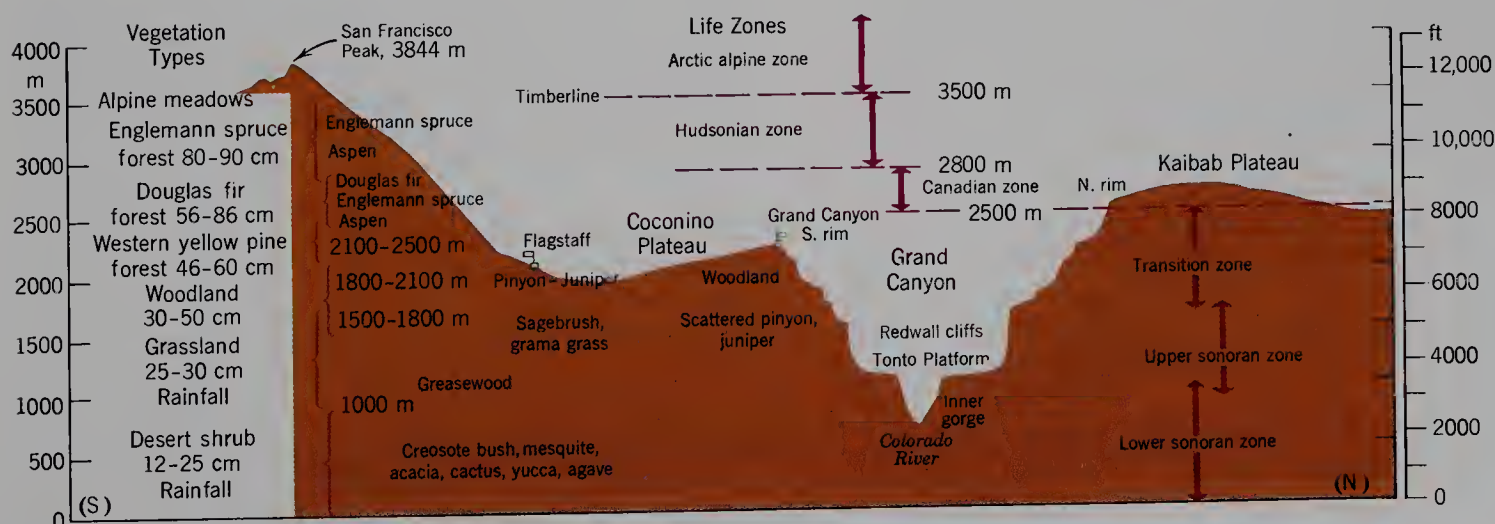 4000
m
3500
3000
2500
2000
1500
1000
500
0
(S)
Vegetation
Types
Alpine meadows
Englemann spruce
forest 80-90 cm
Douglas fir
forest 56-86 cm
Western yellow pine
forest 46-60 cm
Woodland
30-50 cm
Grassland
25-30 cm
Rainfall
Desert shrub
12-25 cm
Rainfall
San Francisco
Peak, 3844 m
Englemann spruce
Aspen
Douglas fir
Englemann spruce
Aspen
2100-2500 m
1800-2100 m
1500-1800 m
1000 m
Flagstaff
Pinyon-Juniper
Sagebrush,
grama grass
Greasewood
Creosote bush, mesquite,
acacia, cactus, yucca, agave
Coconino
Plateau
Woodland
Scattered pinyon,
juniper
Life Zones
Arctic alpine zone
Timberline
3500 m
Hudsonian zone
2800 m
Canadian zone
2500 m
Grand Canyon
S. rim
Grand
Canyon
N. rim
Kaibab Plateau
Redwall cliffs
Tonto Platform
Inner
gorge
Colorado
River
Transition zone
Upper sonoran zone
Lower sonoran zone
(N)
ft
12,000
10,000
8000
6000
4000
2000
0